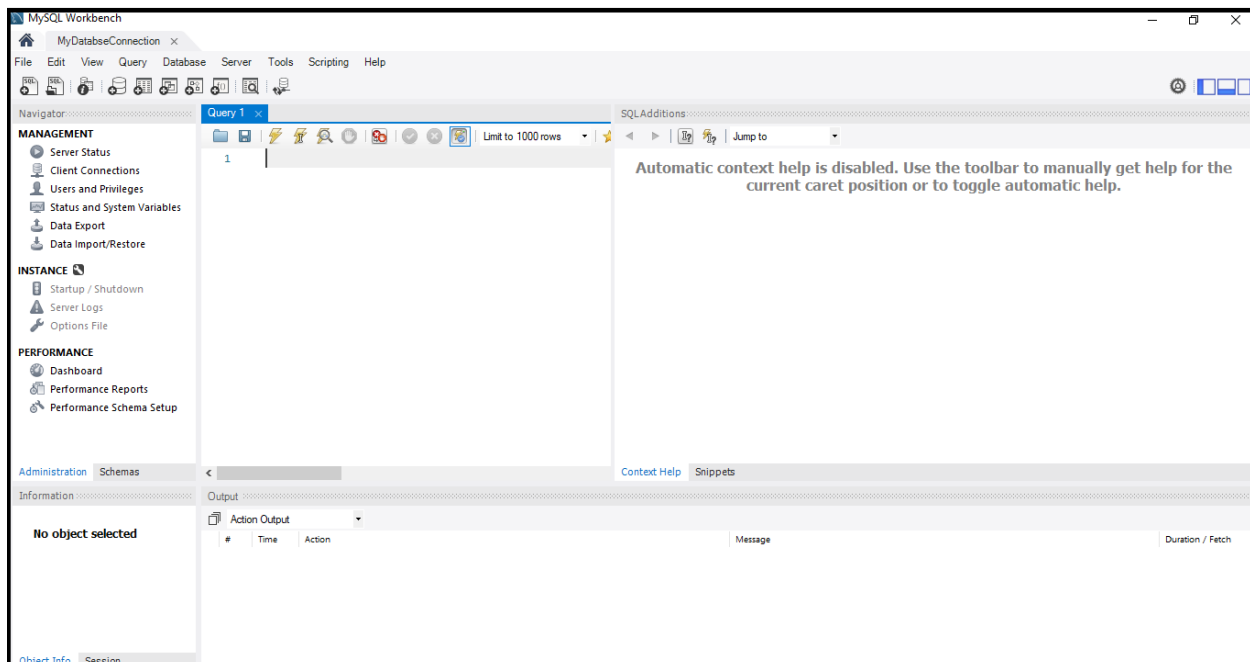 MySQL Workbench
MyDatabseConnection
File Edit View Query Database Server Tools Scripting Help
Navigator
MANAGEMENT
Server Status
Client Connections
Users and Privileges
Status and System Variables
Data Export
Data Import/Restore
INSTANCE
Startup / Shutdown
Server Logs
Options File
PERFORMANCE
Dashboard
Performance Reports
Performance Schema Setup
Administration Schemas
Query 1
Limit to 1000 rows
1
SQLAdditions
Jump to
Automatic context help is disabled. Use the toolbar to manually get help for the
current caret position or to toggle automatic help.
Context Help Snippets
Information
No object selected
Object Info Session
Output
Action Output
# Time Action Message Duration / Fetch